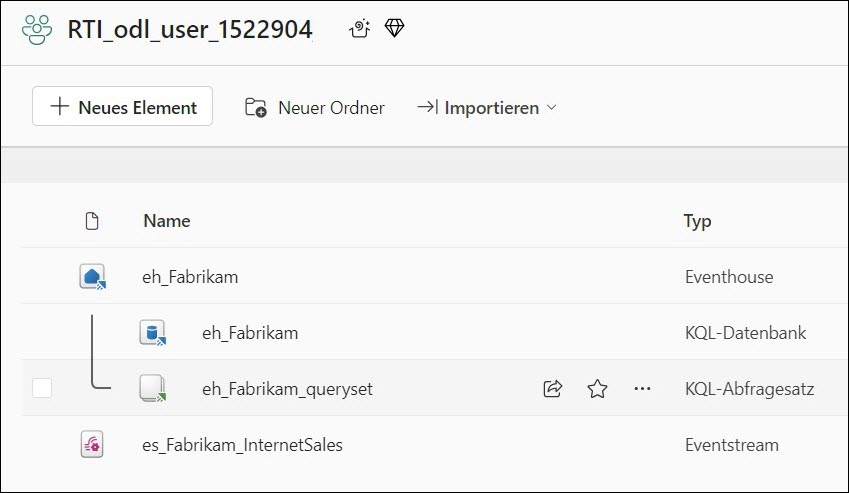 RTI_odl_user_1522904
Neues Element Neuer Ordner Importieren
Name Typ
eh_Fabrikam Eventhouse
eh_Fabrikam KQL-Datenbank
eh_Fabrikam_queryset KQL-Abfragesatz
es_Fabrikam_InternetSales Eventstream